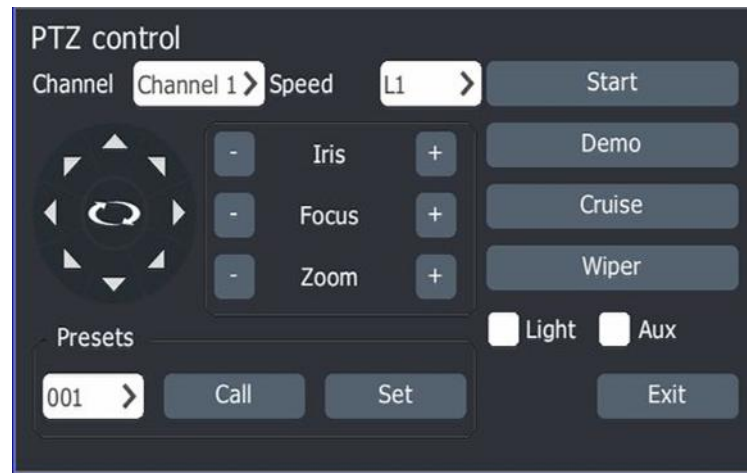 PTZ control
Channel Channel 1 Speed L1 Start
- Iris + Demo
- Focus + Cruise
- Zoom + Wiper
Light Aux
Presets
001 Call Set Exit